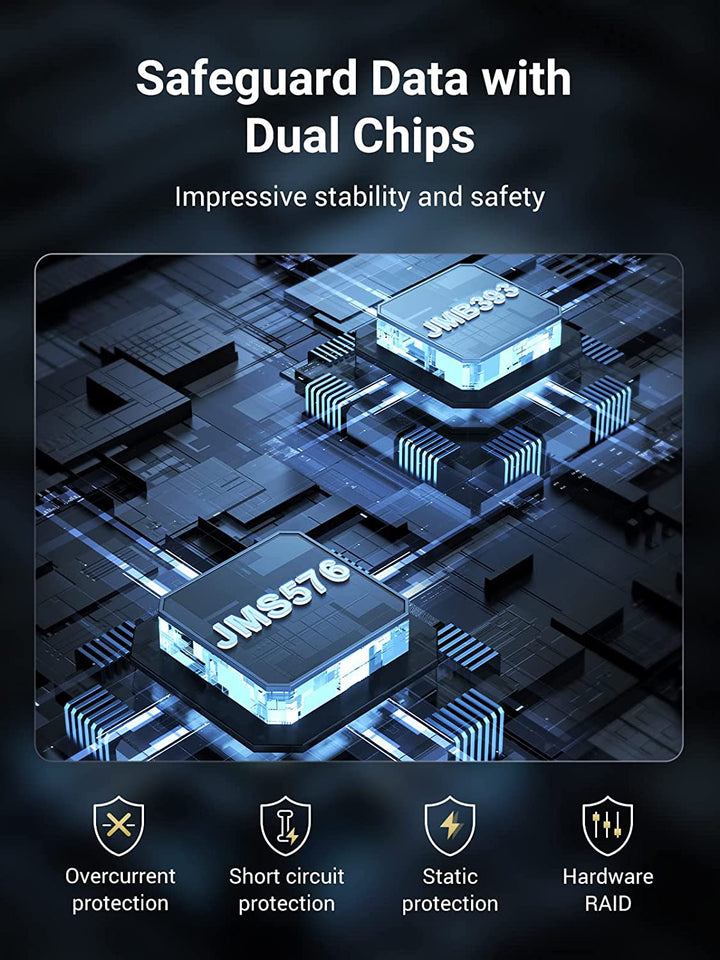 Safeguard Data with
Dual Chips
Impressive stability and safety
JMB393
JMS576
Overcurrent
protection
Short circuit
protection
Static
protection
Hardware
RAID